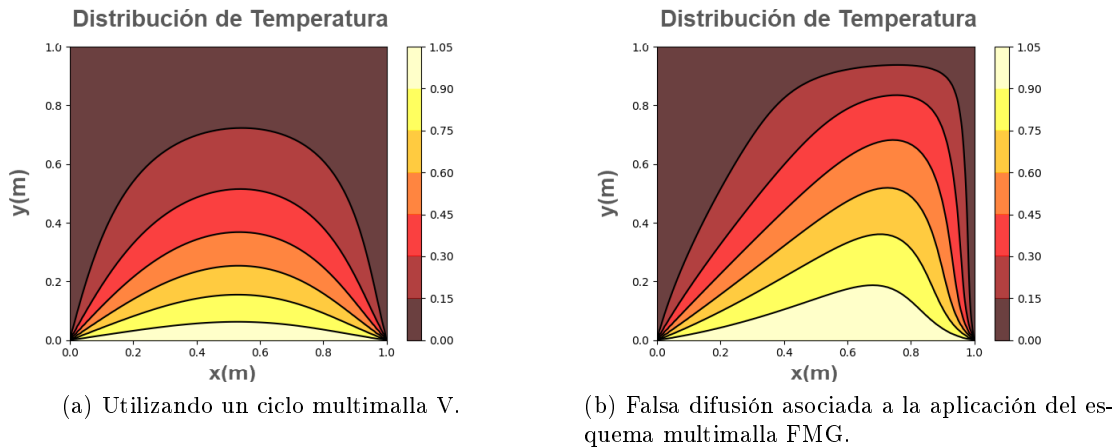 Distribución de Temperatura
1.0
0.8
0.6
0.4
0.2
0.0
y(m)
0.0 0.2 0.4 0.6 0.8 1.0
x(m)
1.05
0.90
0.75
0.60
0.45
0.30
0.15
0.00
(a) Utilizando un ciclo multimalla V.
Distribución de Temperatura
1.0
0.8
0.6
0.4
0.2
0.0
y(m)
0.0 0.2 0.4 0.6 0.8 1.0
x(m)
1.05
0.90
0.75
0.60
0.45
0.30
0.15
0.00
(b) Falsa difusión asociada a la aplicación del es-
quema multimalla FMG.